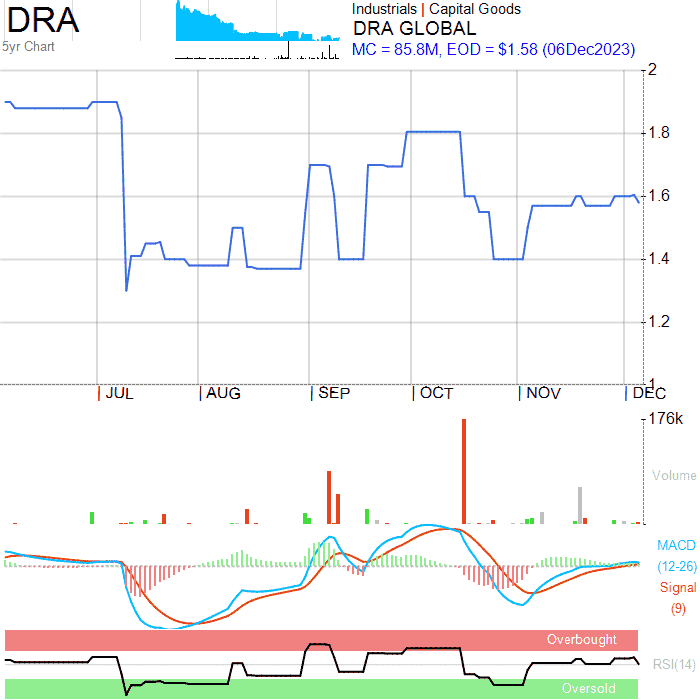 DRA
5yr Chart
Industrials | Capital Goods
DRA GLOBAL
MC = 85.8M, EOD = $1.58 (06Dec2023)
2
1.8
1.6
1.4
1.2
1
JUL AUG SEP OCT NOV DEC
176k
Volume
MACD
(12-26)
Signal
(9)
Overbought
RSI(14)
Oversold